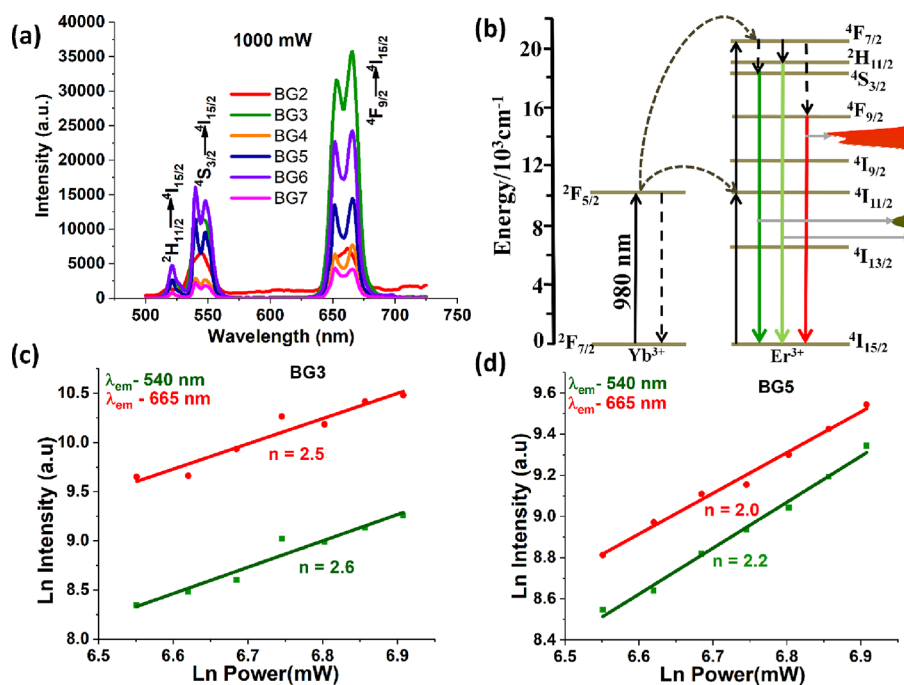 (a)
1000 mW
Intensity (a.u.)
40000
35000
30000
25000
20000
15000
10000
5000
0
500 550 600 650 700 750
Wavelength (nm)
²H₁₁/₂ → ⁴I₁₅/₂
⁴S₃/₂ → ⁴I₁₅/₂
⁴F₉/₂ → ⁴I₁₅/₂
BG2
BG3
BG4
BG5
BG6
BG7
(b)
Energy/10³cm⁻¹
20
16
12
8
4
0
²F₅/₂
²F₇/₂
980 nm
Yb³⁺
Er³⁺
⁴F₇/₂
²H₁₁/₂
⁴S₃/₂
⁴F₉/₂
⁴I₉/₂
⁴I₁₁/₂
⁴I₁₃/₂
⁴I₁₅/₂
(c)
BG3
λem- 540 nm
λem - 665 nm
Ln Intensity (a.u)
10.5
10.0
9.5
9.0
8.5
8.0
n = 2.5
n = 2.6
6.5 6.6 6.7 6.8 6.9
Ln Power(mW)
(d)
BG5
λem- 540 nm
λem - 665 nm
Ln Intensity (a.u)
9.6
9.4
9.2
9.0
8.8
8.6
8.4
n = 2.0
n = 2.2
6.5 6.6 6.7 6.8 6.9
Ln Power(mW)